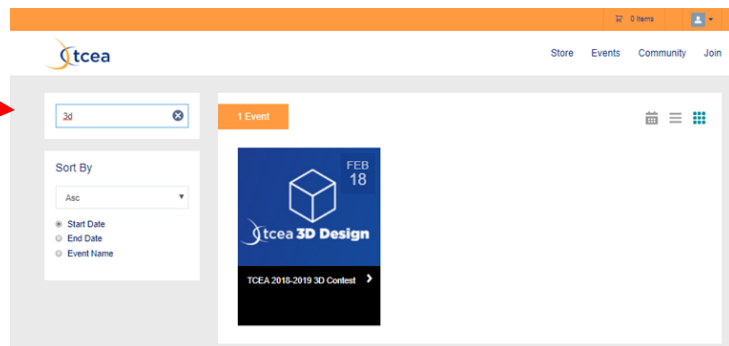 0 Items
tcea
Store Events Community Join
3d
1 Event
Sort By
Asc
Start Date
End Date
Event Name
FEB
18
tcea 3D Design
TCEA 2018-2019 3D Contest